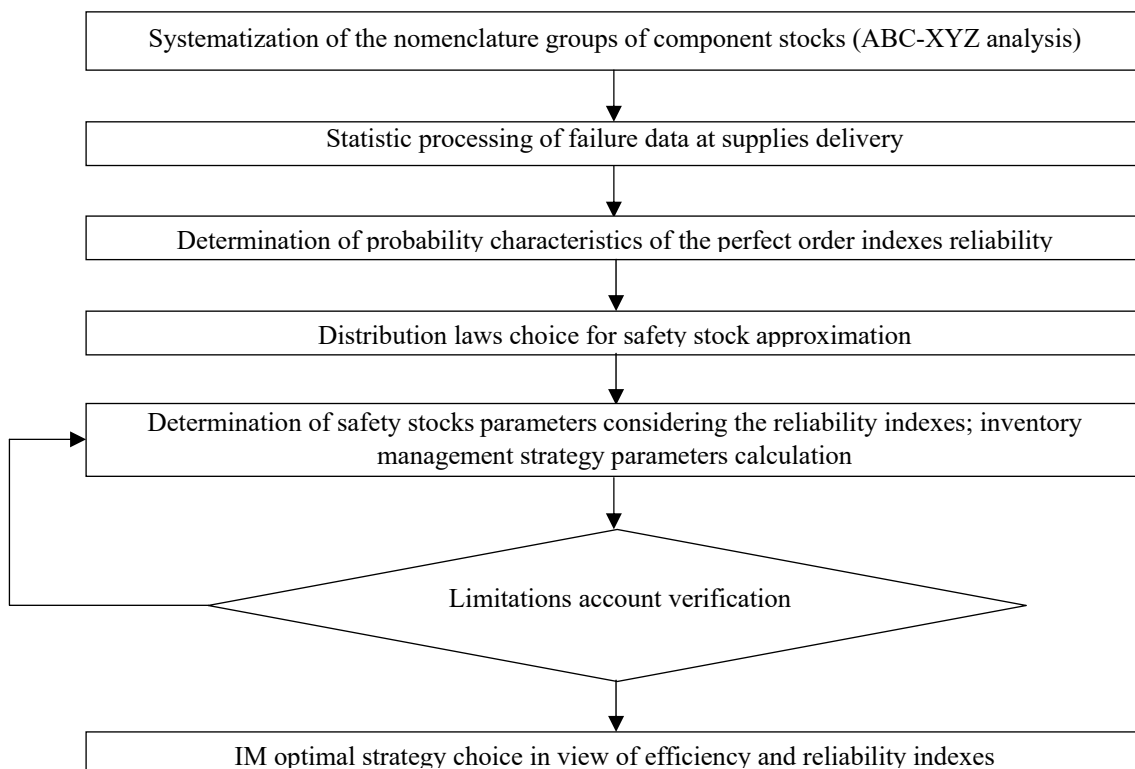 Systematization of the nomenclature groups of component stocks (ABC-XYZ analysis)
Statistic processing of failure data at supplies delivery
Determination of probability characteristics of the perfect order indexes reliability
Distribution laws choice for safety stock approximation
Determination of safety stocks parameters considering the reliability indexes; inventory
management strategy parameters calculation
Limitations account verification
IM optimal strategy choice in view of efficiency and reliability indexes